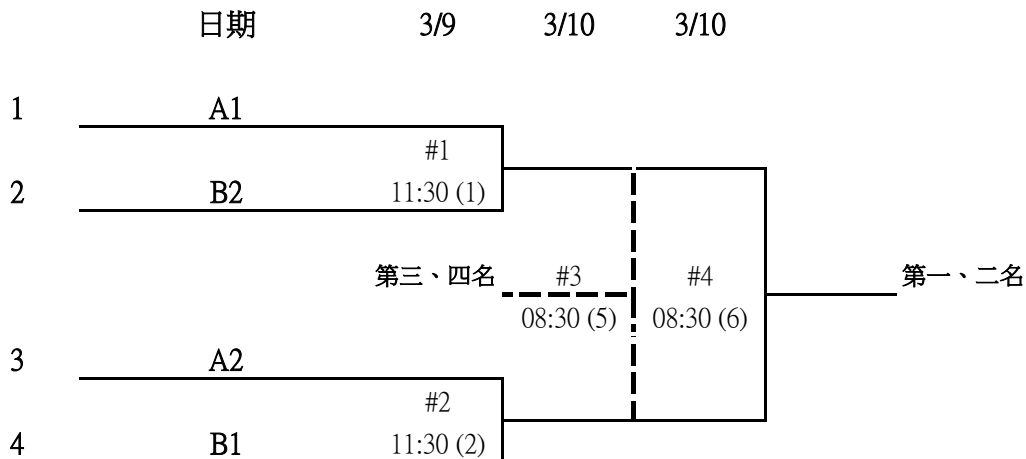 日期 3/9 3/10 3/10
1 A1
#1
2 B2 11:30 (1)
第三、四名 #3 #4 第一、二名
08:30 (5) 08:30 (6)
3 A2
#2
4 B1 11:30 (2)